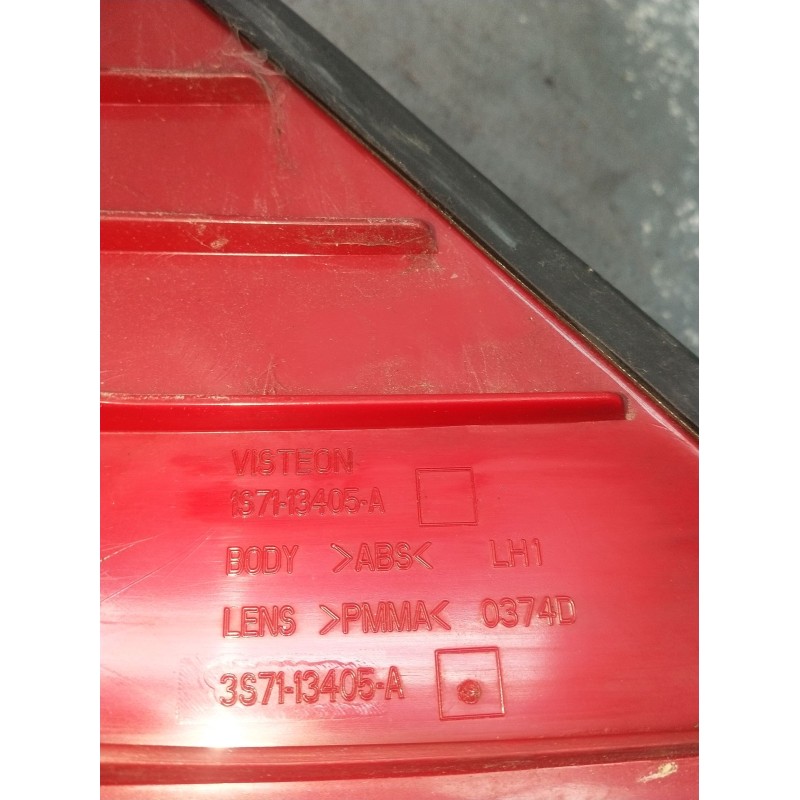 VISTEON
1S71-13405-A
BODY >ABS< LH1
LENS >PMMA< 0374D
3S71-13405-A